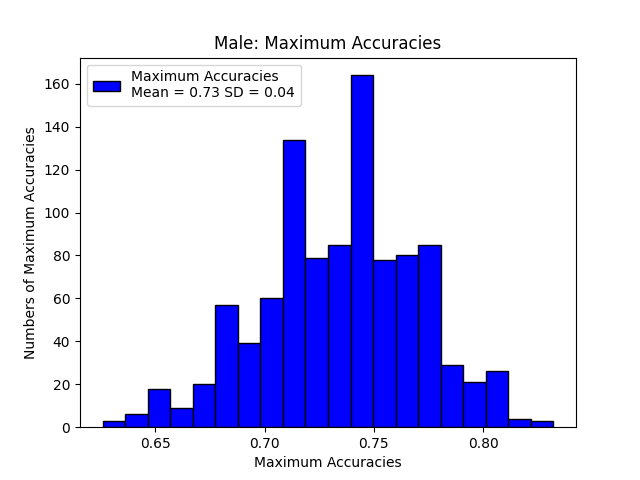 Male: Maximum Accuracies
Maximum Accuracies
Mean = 0.73 SD = 0.04
160
140
120
100
80
60
40
20
0
Numbers of Maximum Accuracies
0.65 0.70 0.75 0.80
Maximum Accuracies